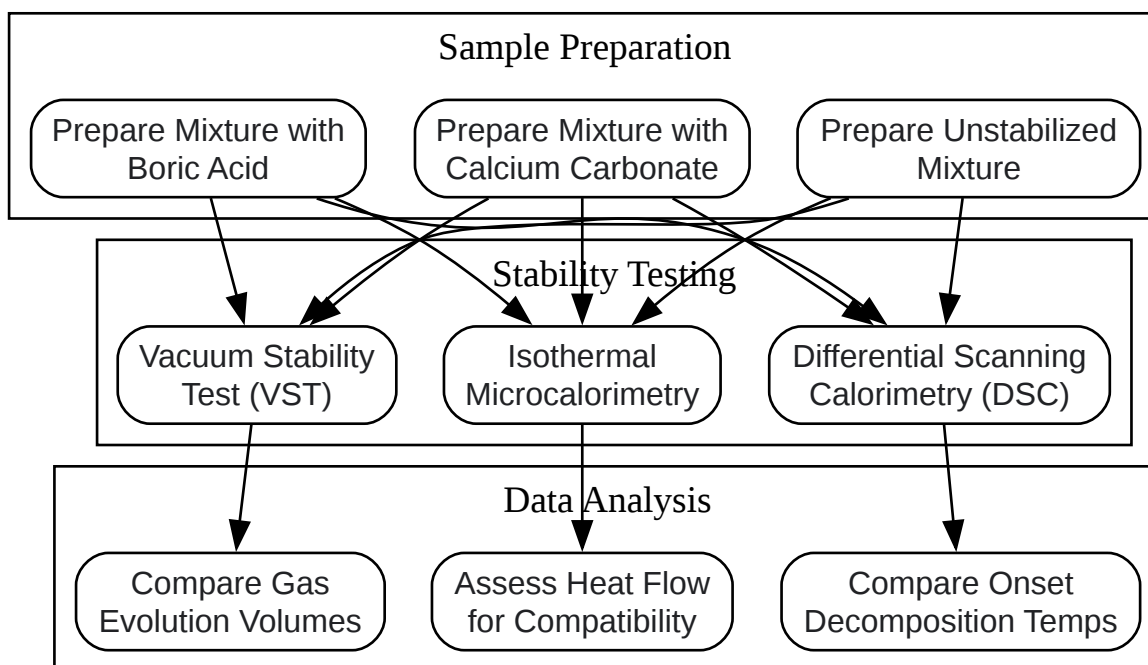 Sample Preparation
Prepare Mixture with
Boric Acid
Prepare Mixture with
Calcium Carbonate
Prepare Unstabilized
Mixture
Stability Testing
Vacuum Stability
Test (VST)
Isothermal
Microcalorimetry
Differential Scanning
Calorimetry (DSC)
Data Analysis
Compare Gas
Evolution Volumes
Assess Heat Flow
for Compatibility
Compare Onset
Decomposition Temps